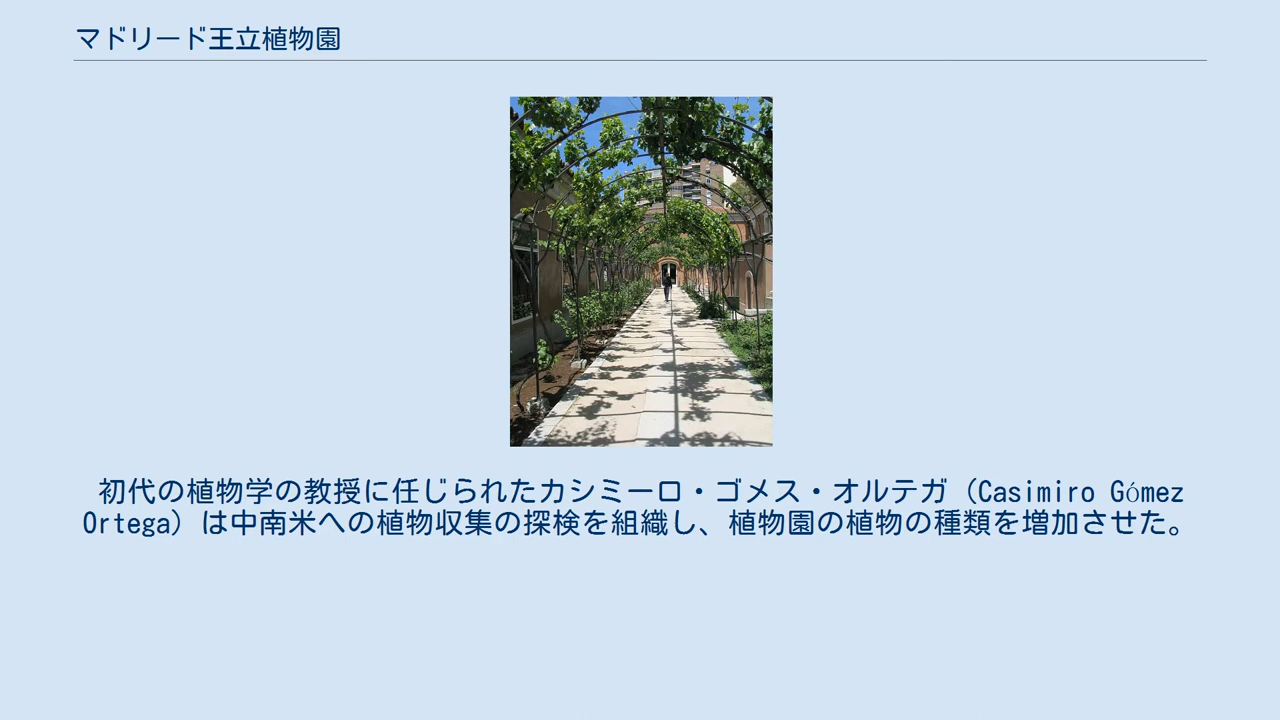 マドリード王立植物園
初代の植物学の教授に任じられたカシミーロ・ゴメス・オルテガ（Casimiro Gómez
Ortega）は中南米への植物収集の探検を組織し、植物園の植物の種類を増加させた。